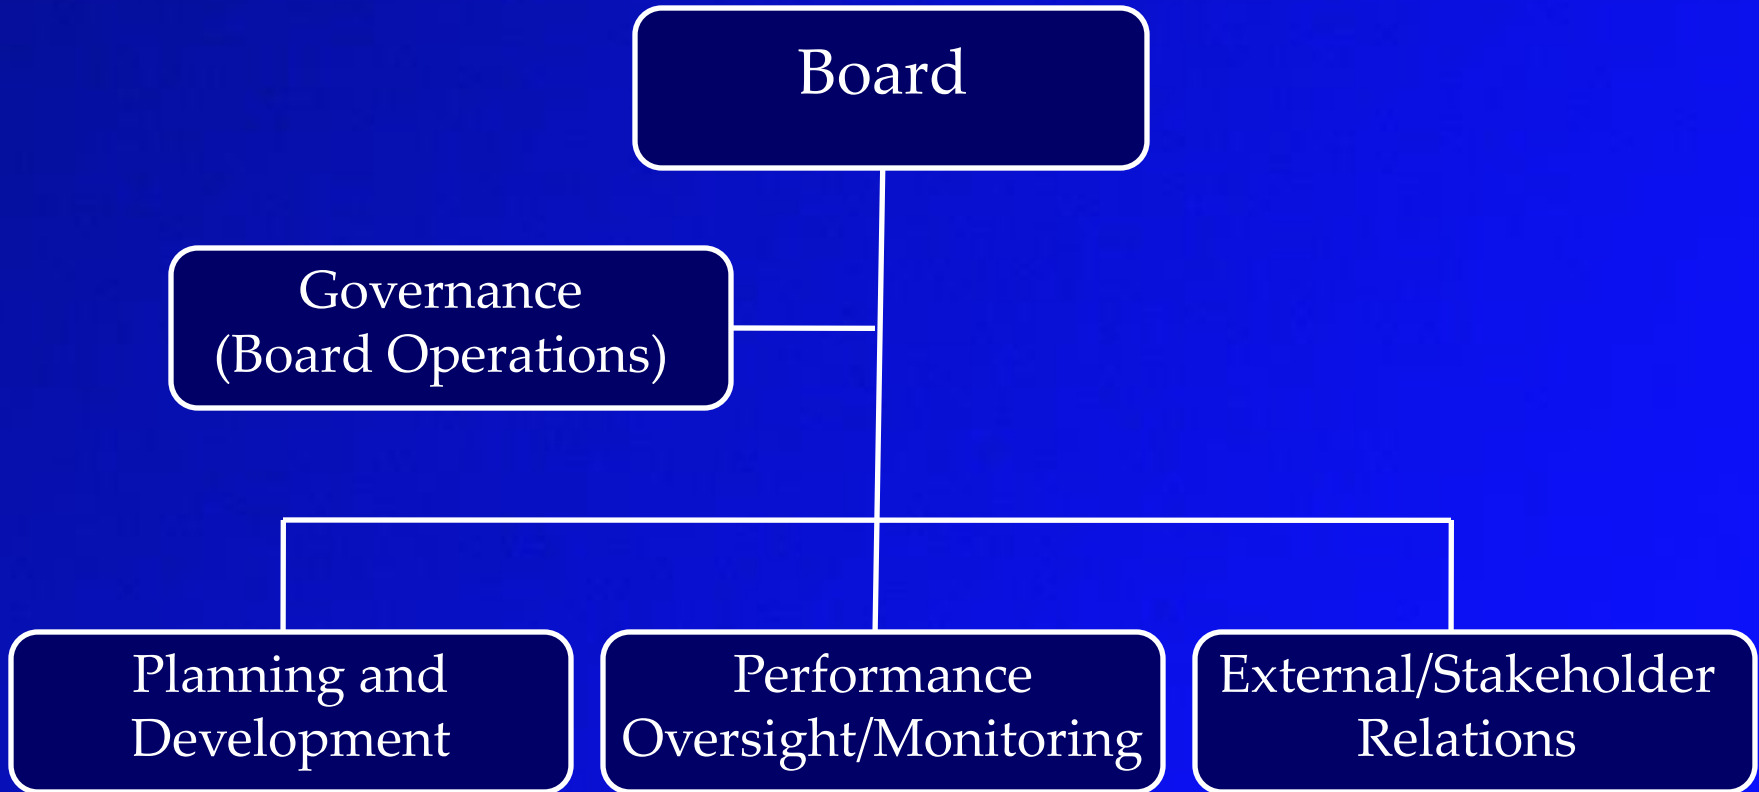 Board
Governance
(Board Operations)
Planning and
Development
Performance
Oversight/Monitoring
External/Stakeholder
Relations